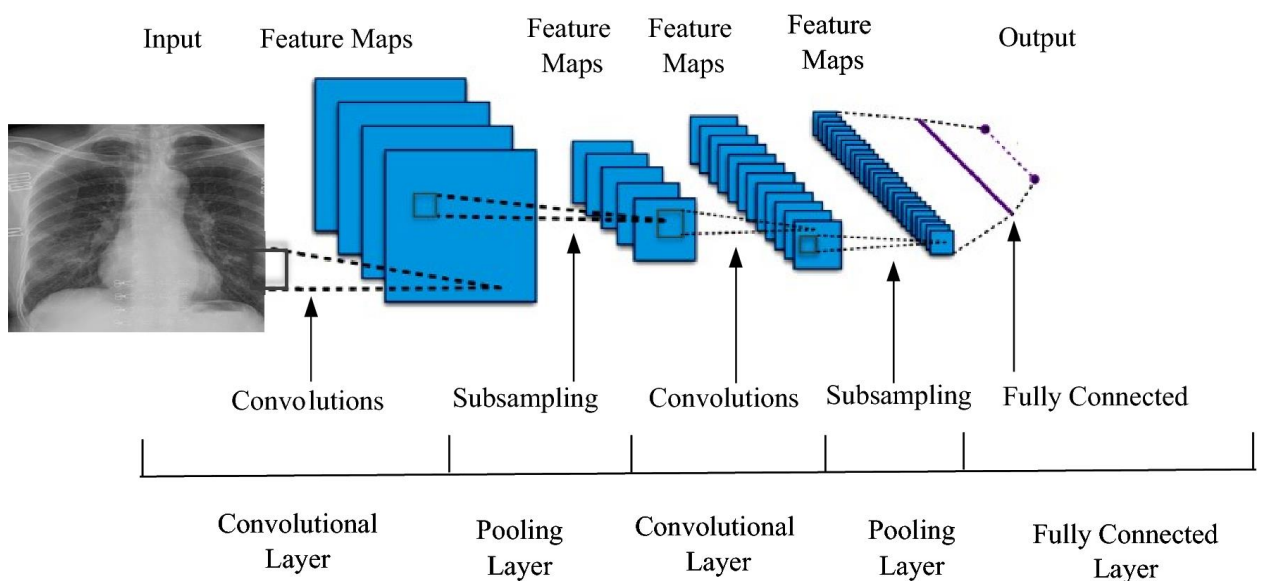 Input
Feature Maps
Feature
Maps
Feature
Maps
Feature
Maps
Output
Convolutions
Subsampling
Convolutions
Subsampling
Fully Connected
Convolutional
Layer
Pooling
Layer
Convolutional
Layer
Pooling
Layer
Fully Connected
Layer